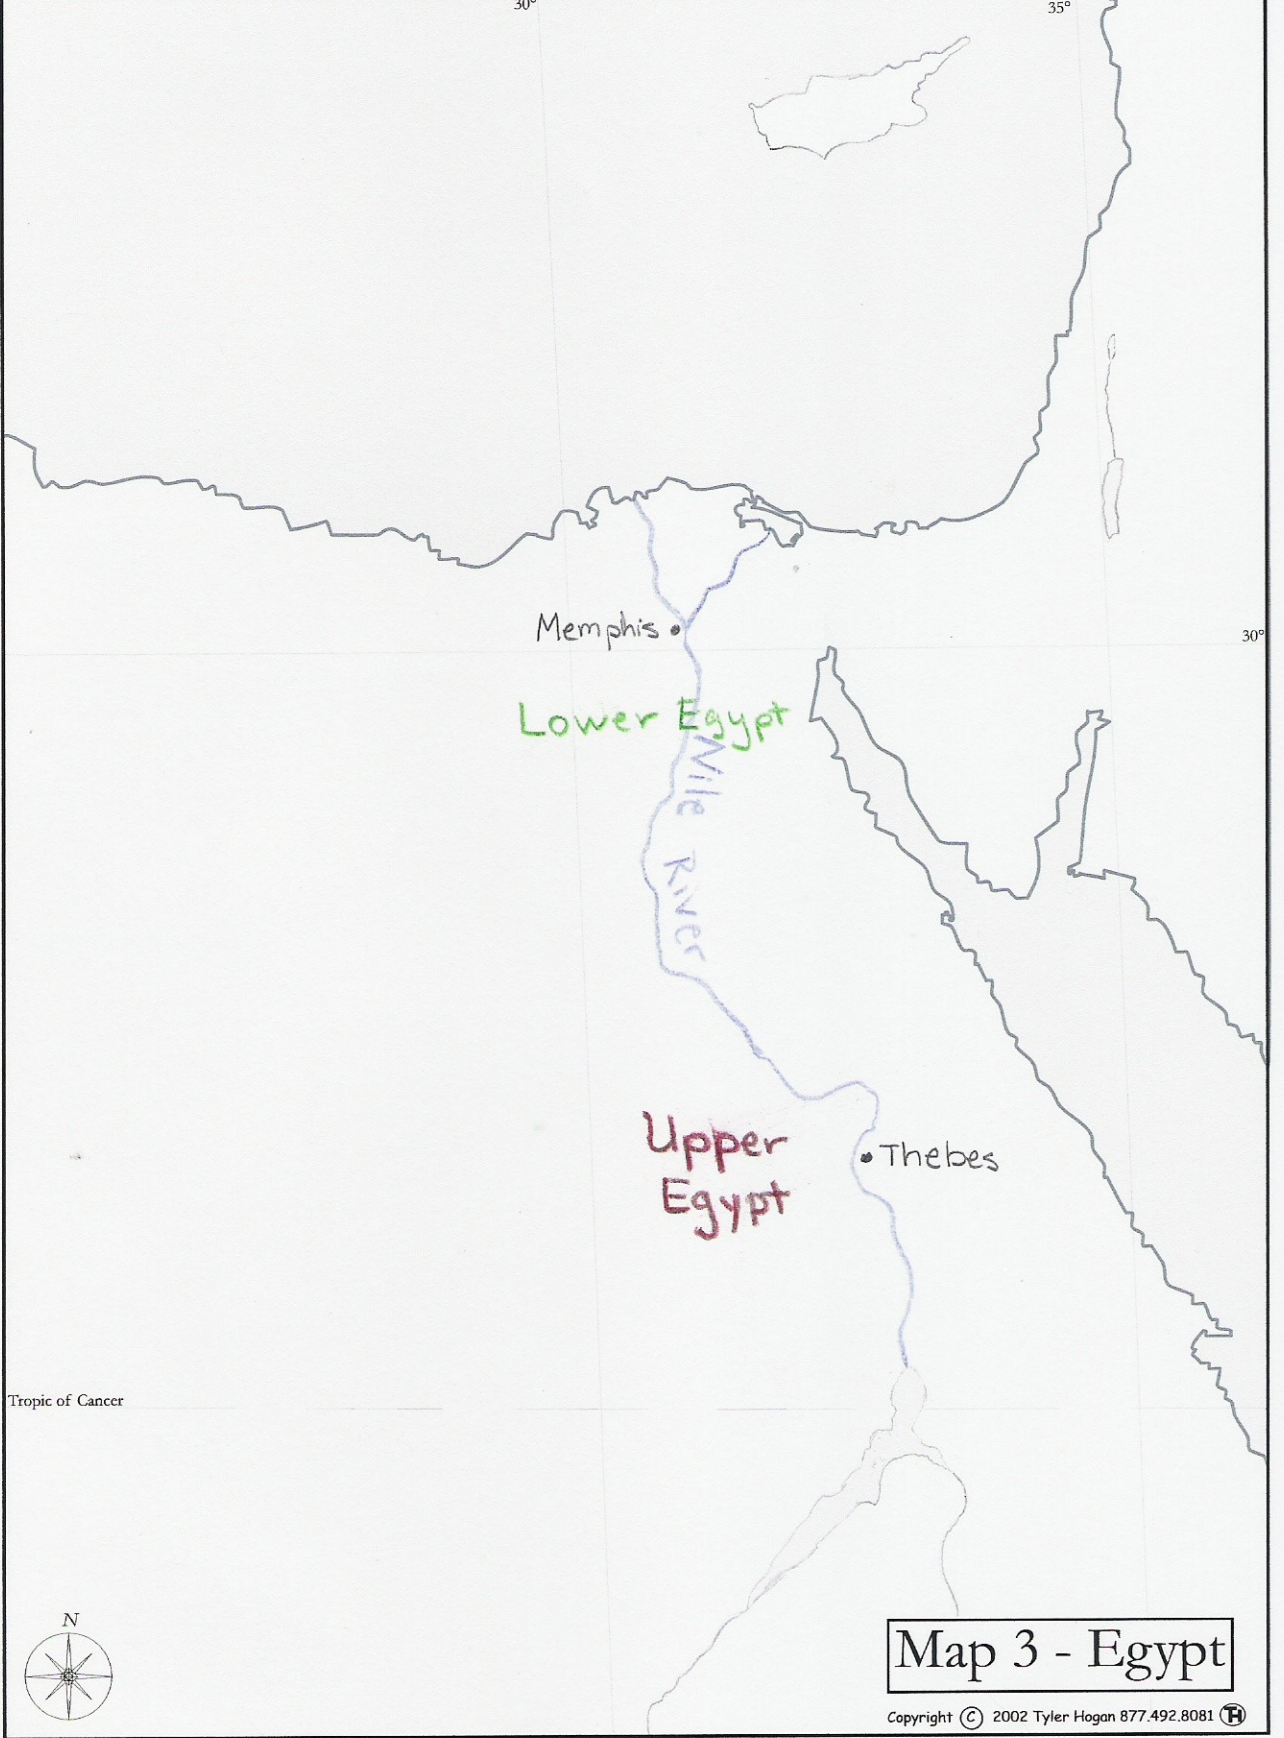 30°
35°
Memphis
30°
Lower Egypt
Nile River
Upper
Egypt
Thebes
Tropic of Cancer
N
Map 3 - Egypt
Copyright © 2002 Tyler Hogan 877.492.8081 TH